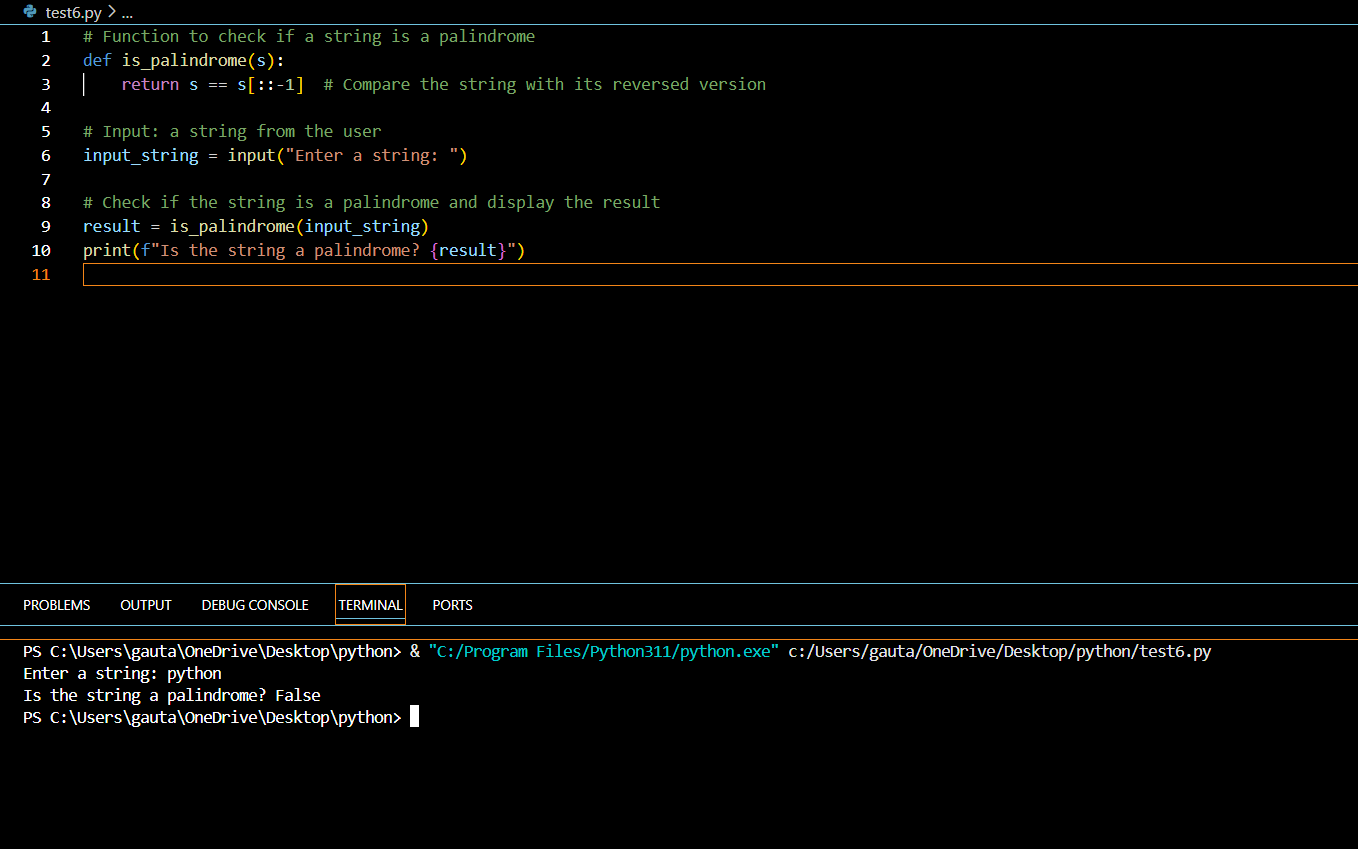 test6.py > ...
1 # Function to check if a string is a palindrome
2 def is_palindrome(s):
3     return s == s[::-1]  # Compare the string with its reversed version
4
5 # Input: a string from the user
6 input_string = input("Enter a string: ")
7
8 # Check if the string is a palindrome and display the result
9 result = is_palindrome(input_string)
10 print(f"Is the string a palindrome? {result}")
11
PROBLEMS OUTPUT DEBUG CONSOLE TERMINAL PORTS
PS C:\Users\gauta\OneDrive\Desktop\python> & "C:/Program Files/Python311/python.exe" c:/Users/gauta/OneDrive/Desktop/python/test6.py
Enter a string: python
Is the string a palindrome? False
PS C:\Users\gauta\OneDrive\Desktop\python>